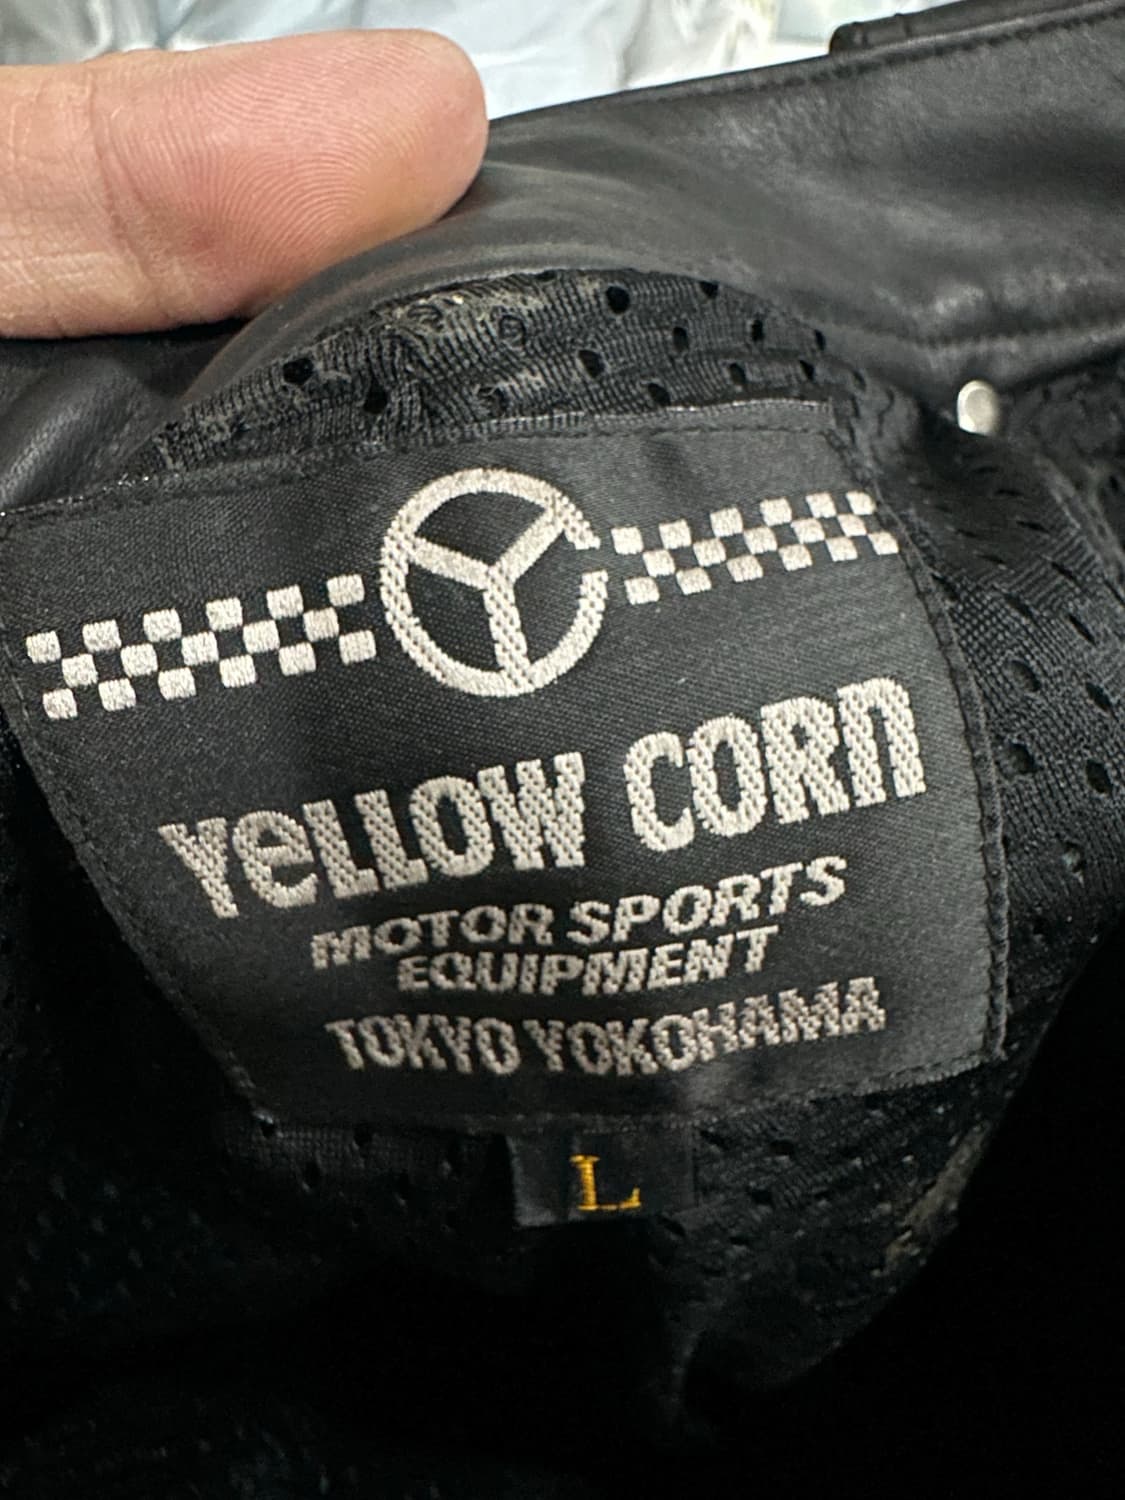 YeLLOW CORn
MOTOR SPORTS
EQUIPMENT
TOKYO YOKOHAMA
L